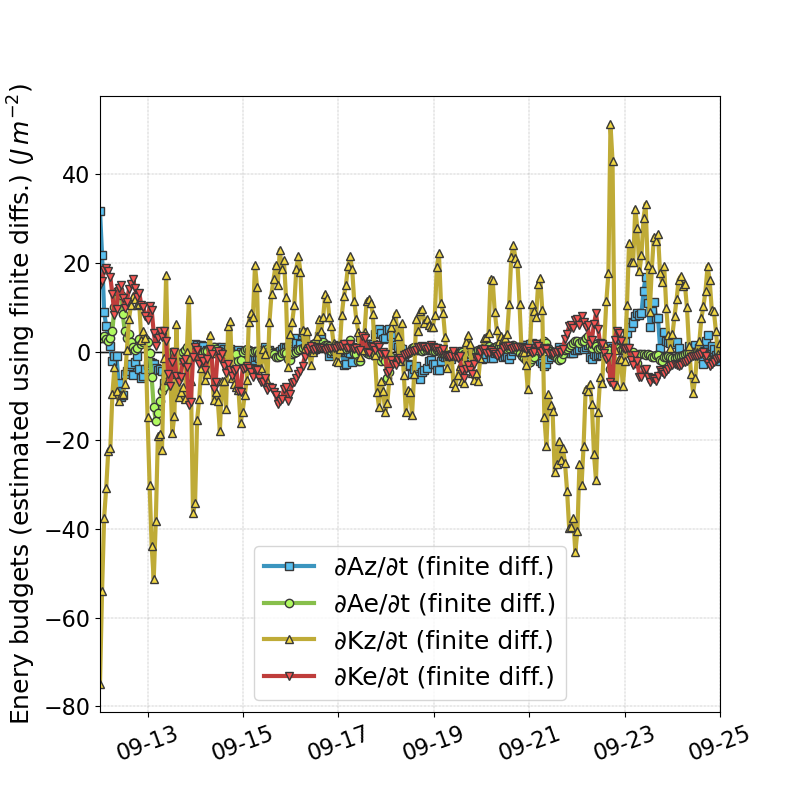 Enery budgets (estimated using finite diffs.) (J m⁻²)
40
20
0
−20
−40
−60
−80
∂Az/∂t (finite diff.)
∂Ae/∂t (finite diff.)
∂Kz/∂t (finite diff.)
∂Ke/∂t (finite diff.)
09-13 09-15 09-17 09-19 09-21 09-23 09-25